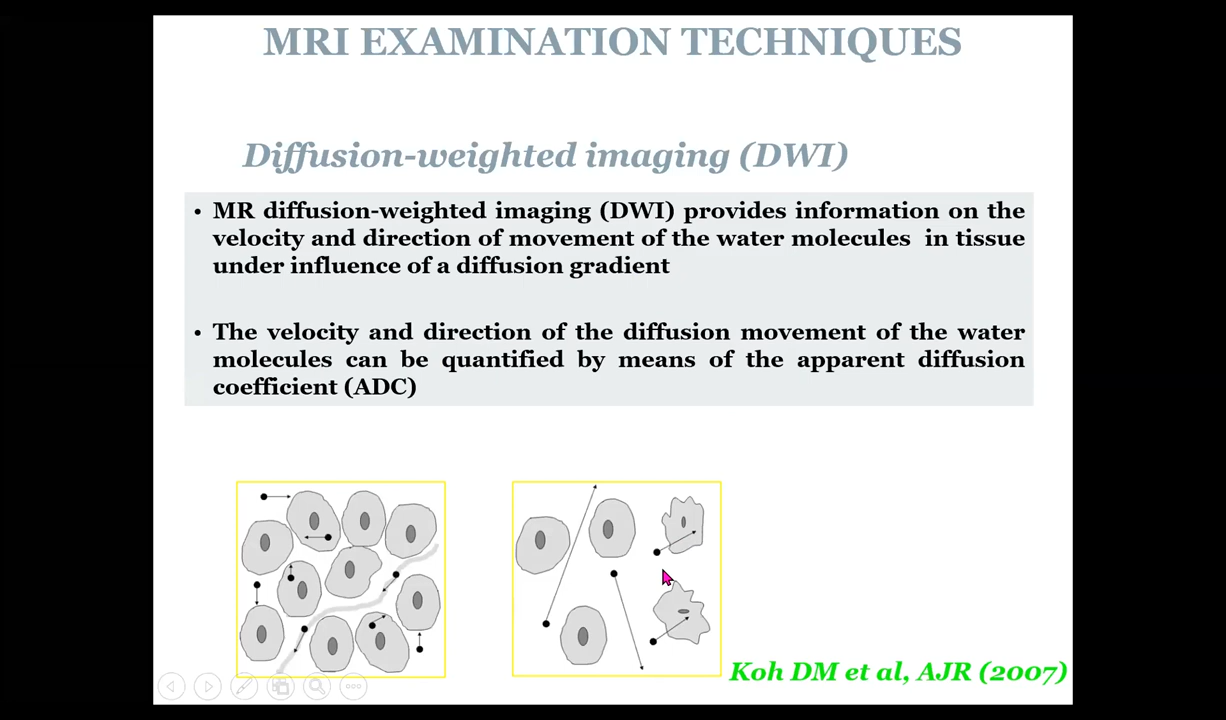 MRI EXAMINATION TECHNIQUES
Diffusion-weighted imaging (DWI)
• MR diffusion-weighted imaging (DWI) provides information on the
velocity and direction of movement of the water molecules in tissue
under influence of a diffusion gradient
• The velocity and direction of the diffusion movement of the water
molecules can be quantified by means of the apparent diffusion
coefficient (ADC)
Koh DM et al, AJR (2007)